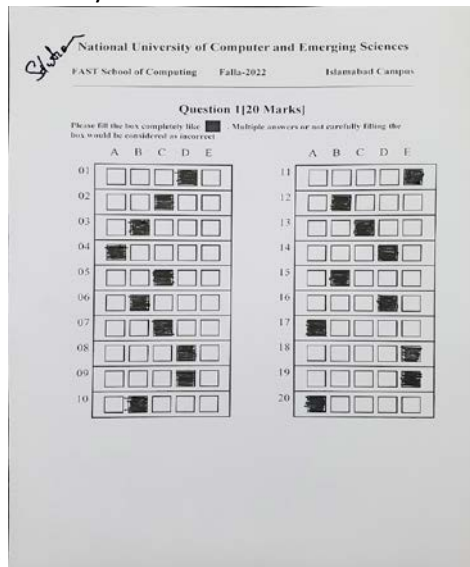 Solution
National University of Computer and Emerging Sciences
FAST School of Computing Falla-2022 Islamabad Campus
Question 1[20 Marks]
Please fill the box completely like . Multiple answers or not carefully filling the
box would be considered as incorrect
A B C D E A B C D E
01 11
02 12
03 13
04 14
05 15
06 16
07 17
08 18
09 19
10 20